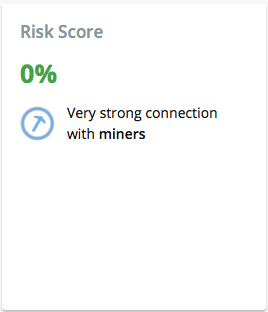 Risk Score
0%
Very strong connection
with miners